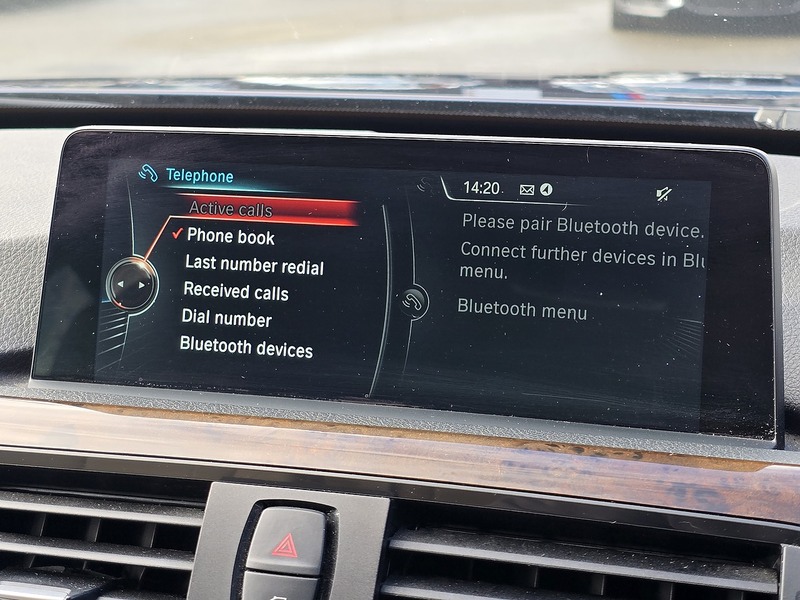 Telephone
Active calls
Phone book
Last number redial
Received calls
Dial number
Bluetooth devices
14:20
Please pair Bluetooth device.
Connect further devices in Blu
menu.
Bluetooth menu